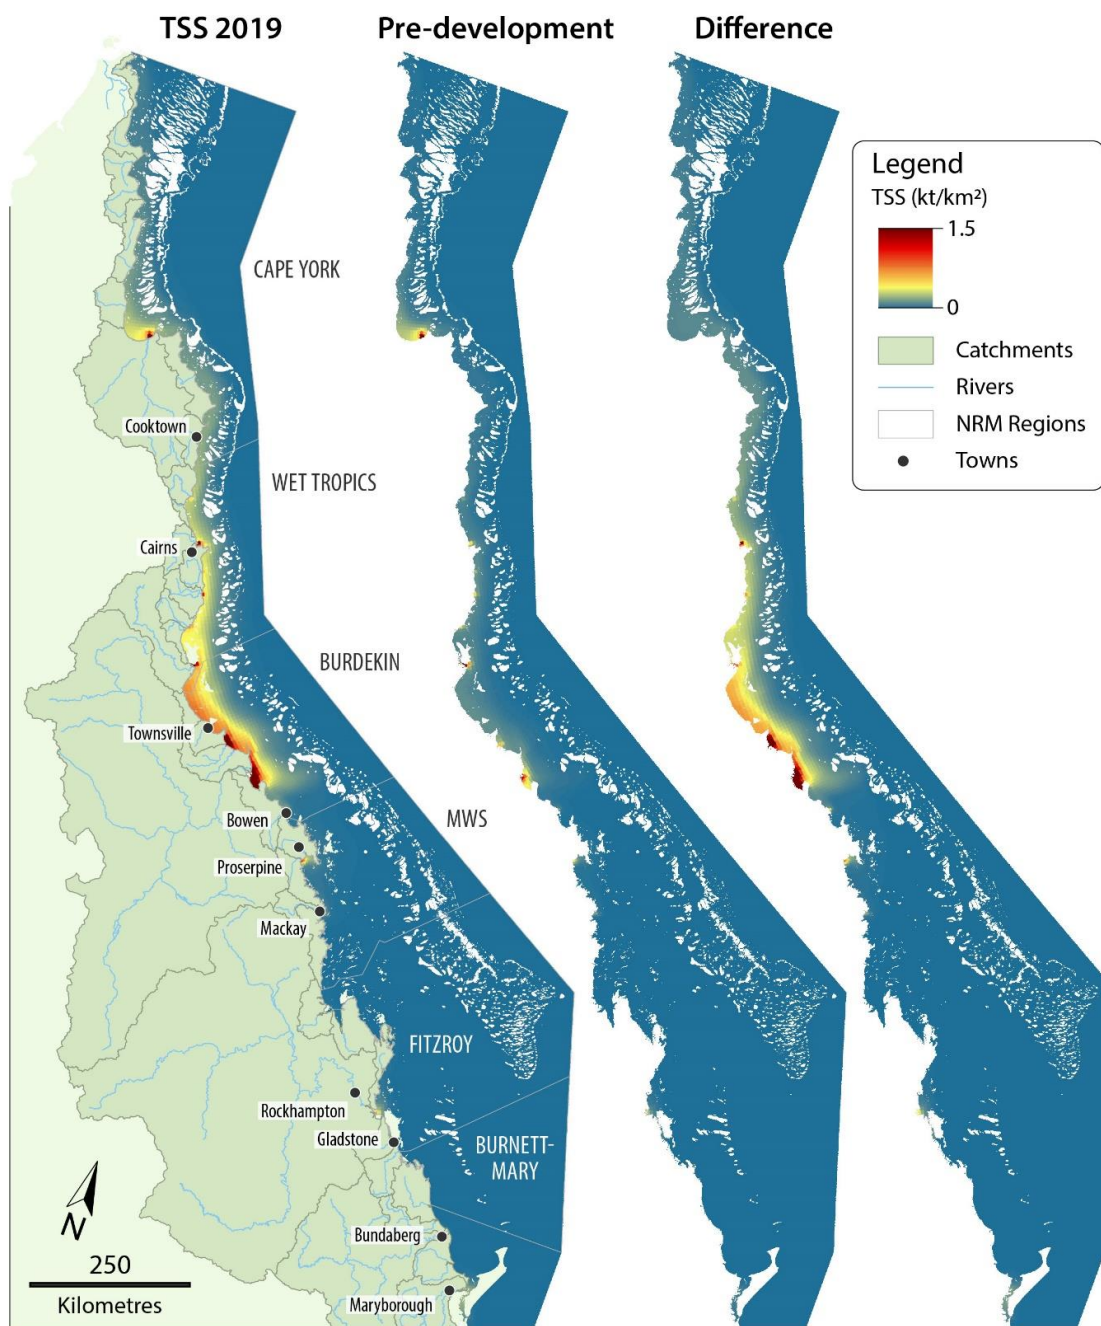 TSS 2019
Pre-development
Difference
Legend
TSS (kt/km²)
1.5
0
Catchments
Rivers
NRM Regions
Towns
CAPE YORK
Cooktown
WET TROPICS
Cairns
BURDEKIN
Townsville
Bowen
MWS
Proserpine
Mackay
FITZROY
Rockhampton
Gladstone
BURNETT-
MARY
N
Bundaberg
250
Kilometres
Maryborough